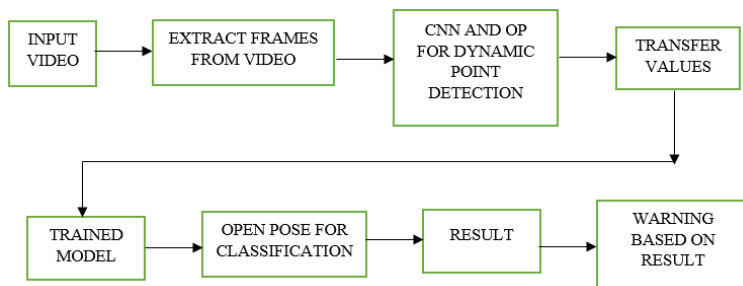 INPUT
VIDEO
EXTRACT FRAMES
FROM VIDEO
CNN AND OP
FOR DYNAMIC
POINT
DETECTION
TRANSFER
VALUES
TRAINED
MODEL
OPEN POSE FOR
CLASSIFICATION
RESULT
WARNING
BASED ON
RESULT